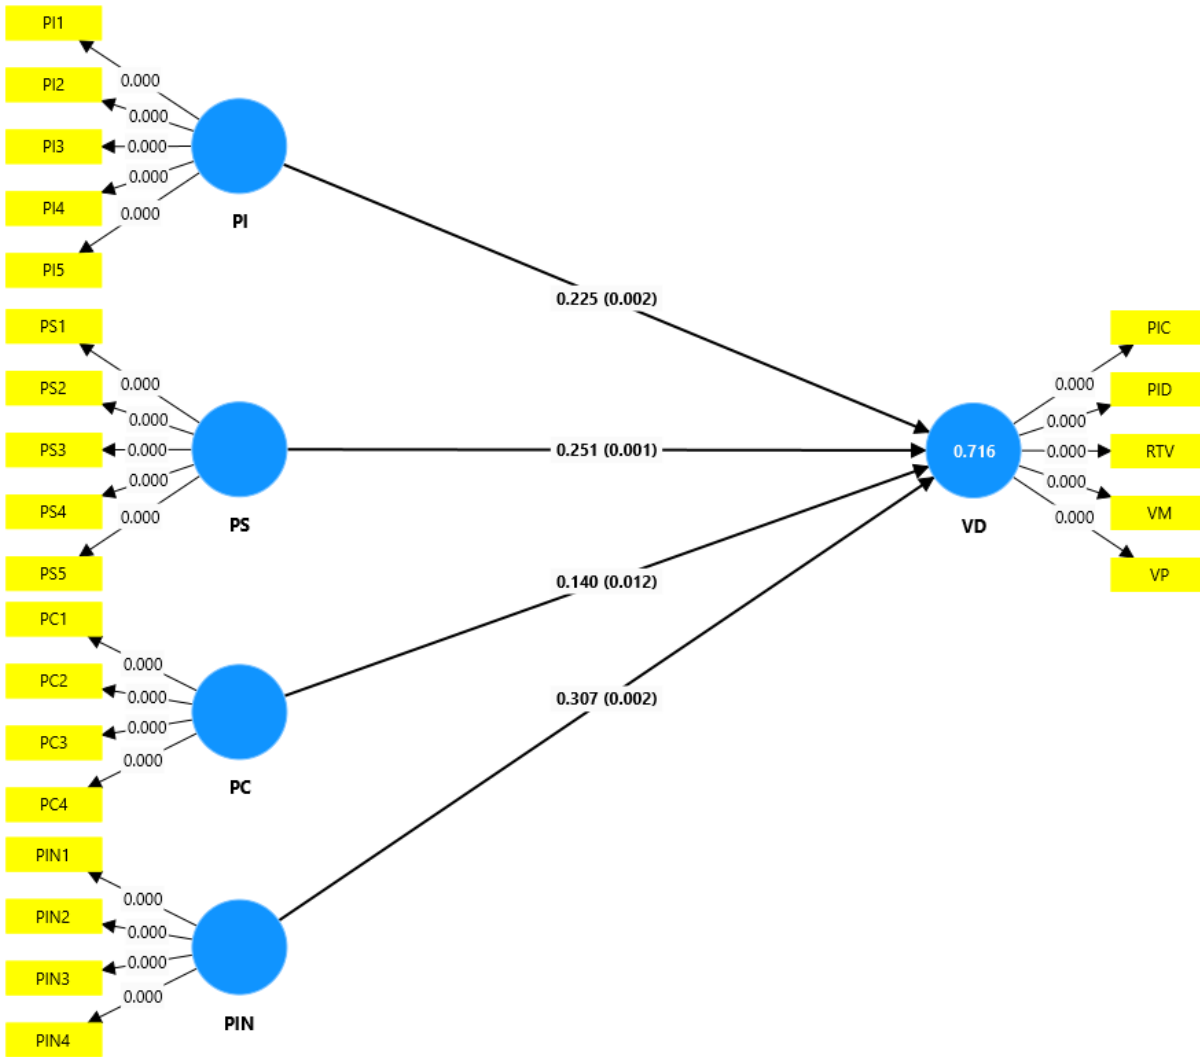 PI1
PI2
PI3
PI4
PI5
0.000
0.000
0.000
0.000
0.000
PI
0.225 (0.002)
PS1
PS2
PS3
PS4
PS5
0.000
0.000
0.000
0.000
0.000
PS
0.251 (0.001)
PC1
PC2
PC3
PC4
0.000
0.000
0.000
0.000
PC
0.140 (0.012)
PIN1
PIN2
PIN3
PIN4
0.000
0.000
0.000
0.000
PIN
0.307 (0.002)
0.716
VD
0.000
0.000
0.000
0.000
0.000
PIC
PID
RTV
VM
VP